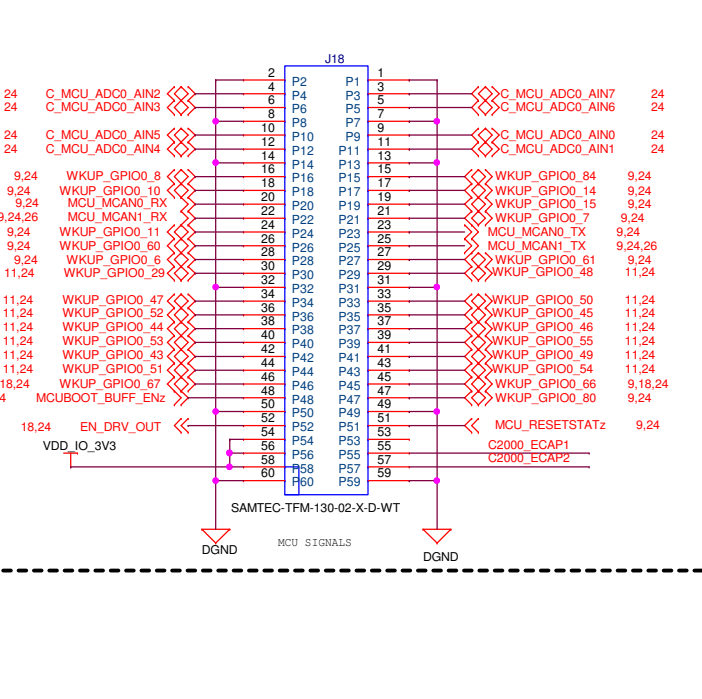 J18
2 P2 P1 1
24 C_MCU_ADC0_AIN2 4 P4 P3 3 C_MCU_ADC0_AIN7 24
24 C_MCU_ADC0_AIN3 6 P6 P5 5 C_MCU_ADC0_AIN6 24
8 P8 P7 7
24 C_MCU_ADC0_AIN5 10 P10 P9 9 C_MCU_ADC0_AIN0 24
24 C_MCU_ADC0_AIN4 12 P12 P11 11 C_MCU_ADC0_AIN1 24
14 P14 P13 13
9,24 WKUP_GPIO0_8 16 P16 P15 15 WKUP_GPIO0_84 9,24
9,24 WKUP_GPIO0_10 18 P18 P17 17 WKUP_GPIO0_14 9,24
9,24 MCU_MCAN0_RX 20 P20 P19 19 WKUP_GPIO0_15 9,24
9,24,26 MCU_MCAN1_RX 22 P22 P21 21 WKUP_GPIO0_7 9,24
9,24 WKUP_GPIO0_11 24 P24 P23 23 MCU_MCAN0_TX 9,24
9,24 WKUP_GPIO0_60 26 P26 P25 25 MCU_MCAN1_TX 9,24,26
9,24 WKUP_GPIO0_6 28 P28 P27 27 WKUP_GPIO0_61 9,24
11,24 WKUP_GPIO0_29 30 P30 P29 29 WKUP_GPIO0_48 11,24
32 P32 P31 31
11,24 WKUP_GPIO0_47 34 P34 P33 33 WKUP_GPIO0_50 11,24
11,24 WKUP_GPIO0_52 36 P36 P35 35 WKUP_GPIO0_45 11,24
11,24 WKUP_GPIO0_44 38 P38 P37 37 WKUP_GPIO0_46 11,24
11,24 WKUP_GPIO0_53 40 P40 P39 39 WKUP_GPIO0_55 11,24
11,24 WKUP_GPIO0_43 42 P42 P41 41 WKUP_GPIO0_49 11,24
11,24 WKUP_GPIO0_51 44 P44 P43 43 WKUP_GPIO0_54 11,24
18,24 WKUP_GPIO0_67 46 P46 P45 45 WKUP_GPIO0_66 9,18,24
4 MCUBOOT_BUFF_ENz 48 P48 P47 47 WKUP_GPIO0_80 9,24
50 P50 P49 49
18,24 EN_DRV_OUT 52 P52 P51 51 MCU_RESETSTATz 9,24
54 P54 P53 53
VDD_IO_3V3 56 P56 P55 55 C2000_ECAP1
58 P58 P57 57 C2000_ECAP2
60 P60 P59 59
SAMTEC-TFM-130-02-X-D-WT
DGND MCU SIGNALS DGND